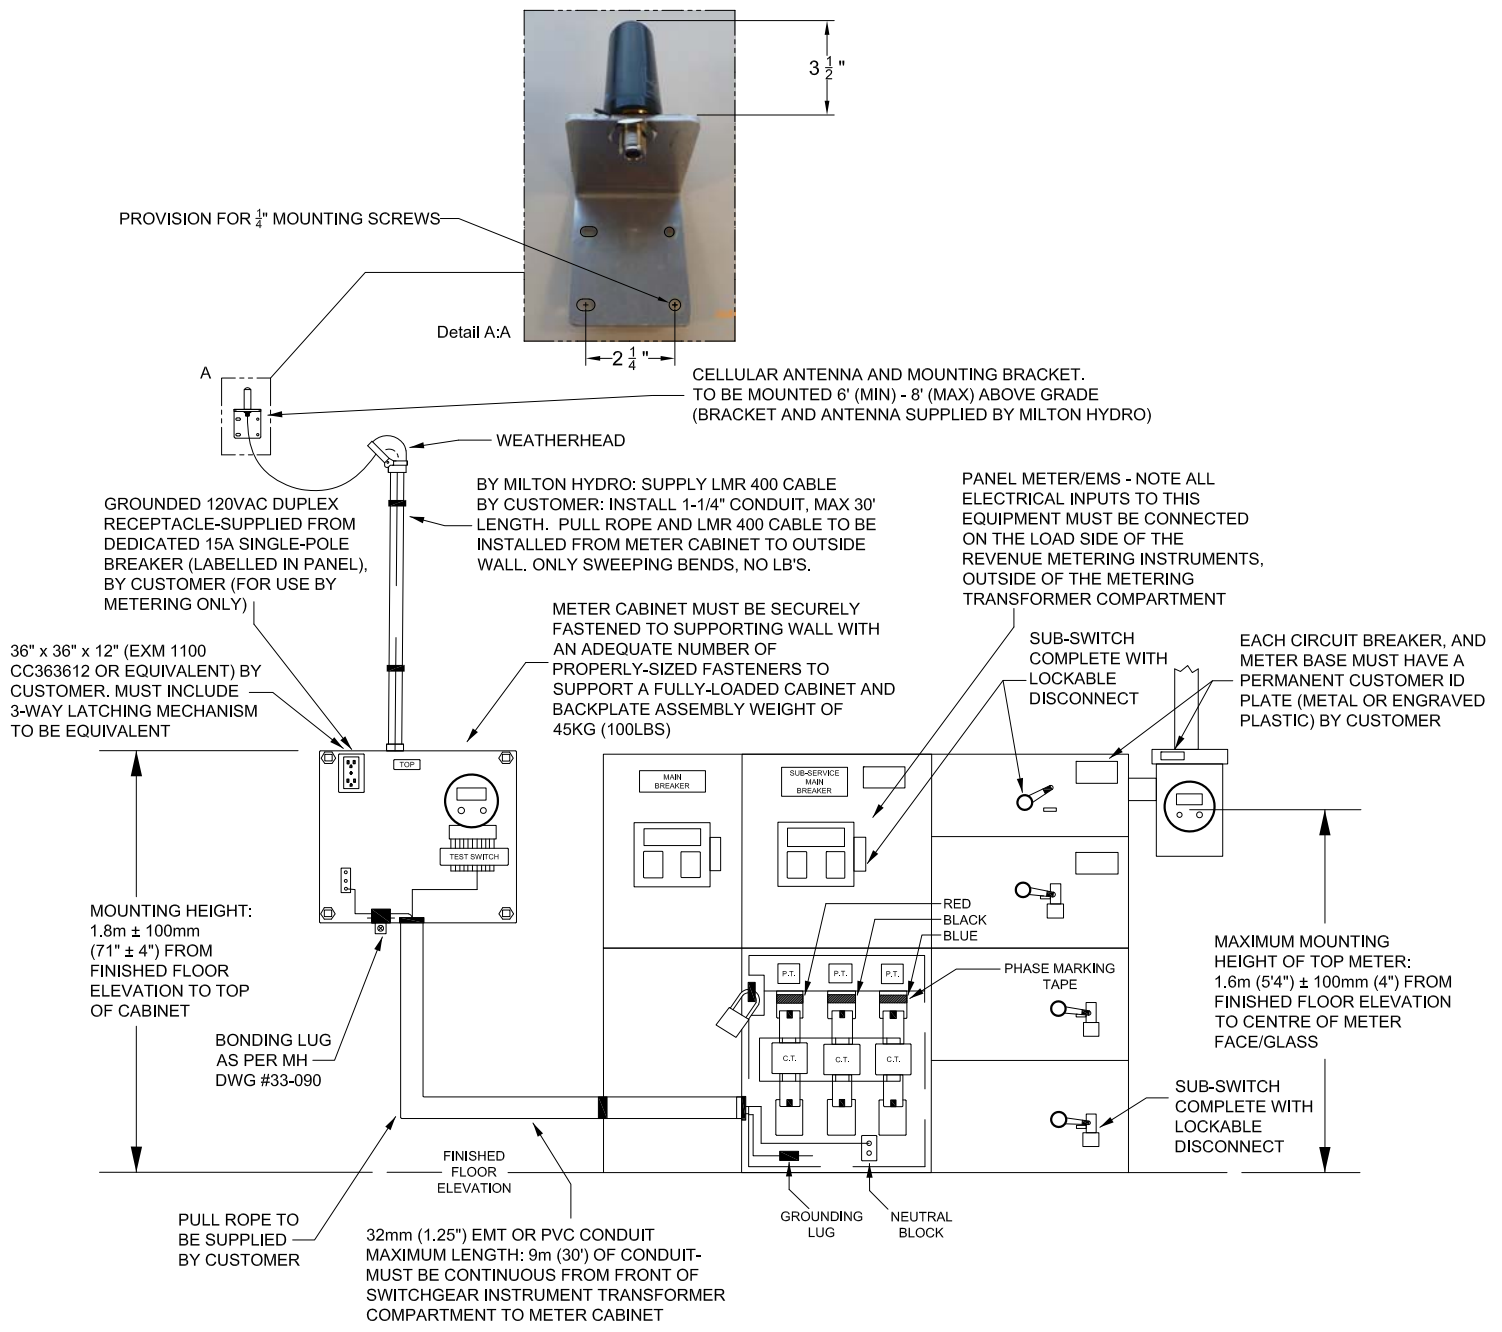 3 1/2 "
PROVISION FOR 1/4" MOUNTING SCREWS
Detail A:A
2 1/4 "
A
CELLULAR ANTENNA AND MOUNTING BRACKET.
TO BE MOUNTED 6' (MIN) - 8' (MAX) ABOVE GRADE
(BRACKET AND ANTENNA SUPPLIED BY MILTON HYDRO)
WEATHERHEAD
GROUNDED 120VAC DUPLEX
RECEPTACLE-SUPPLIED FROM
DEDICATED 15A SINGLE-POLE
BREAKER (LABELLED IN PANEL),
BY CUSTOMER (FOR USE BY
METERING ONLY)
BY MILTON HYDRO: SUPPLY LMR 400 CABLE
BY CUSTOMER: INSTALL 1-1/4" CONDUIT, MAX 30'
LENGTH. PULL ROPE AND LMR 400 CABLE TO BE
INSTALLED FROM METER CABINET TO OUTSIDE
WALL. ONLY SWEEPING BENDS, NO LB'S.
PANEL METER/EMS - NOTE ALL
ELECTRICAL INPUTS TO THIS
EQUIPMENT MUST BE CONNECTED
ON THE LOAD SIDE OF THE
REVENUE METERING INSTRUMENTS,
OUTSIDE OF THE METERING
TRANSFORMER COMPARTMENT
36" x 36" x 12" (EXM 1100
CC363612 OR EQUIVALENT) BY
CUSTOMER. MUST INCLUDE
3-WAY LATCHING MECHANISM
TO BE EQUIVALENT
METER CABINET MUST BE SECURELY
FASTENED TO SUPPORTING WALL WITH
AN ADEQUATE NUMBER OF
PROPERLY-SIZED FASTENERS TO
SUPPORT A FULLY-LOADED CABINET AND
BACKPLATE ASSEMBLY WEIGHT OF
45KG (100LBS)
SUB-SWITCH
COMPLETE WITH
LOCKABLE
DISCONNECT
EACH CIRCUIT BREAKER, AND
METER BASE MUST HAVE A
PERMANENT CUSTOMER ID
PLATE (METAL OR ENGRAVED
PLASTIC) BY CUSTOMER
TOP
TEST SWITCH
MAIN
BREAKER
SUB-SERVICE
MAIN
BREAKER
MOUNTING HEIGHT:
1.8m ± 100mm
(71" ± 4") FROM
FINISHED FLOOR
ELEVATION TO TOP
OF CABINET
RED
BLACK
BLUE
P.T.
P.T.
P.T.
PHASE MARKING
TAPE
C.T.
C.T.
C.T.
MAXIMUM MOUNTING
HEIGHT OF TOP METER:
1.6m (5'4") ± 100mm (4") FROM
FINISHED FLOOR ELEVATION
TO CENTRE OF METER
FACE/GLASS
BONDING LUG
AS PER MH
DWG #33-090
SUB-SWITCH
COMPLETE WITH
LOCKABLE
DISCONNECT
FINISHED
FLOOR
ELEVATION
PULL ROPE TO
BE SUPPLIED
BY CUSTOMER
32mm (1.25") EMT OR PVC CONDUIT
MAXIMUM LENGTH: 9m (30') OF CONDUIT-
MUST BE CONTINUOUS FROM FRONT OF
SWITCHGEAR INSTRUMENT TRANSFORMER
COMPARTMENT TO METER CABINET
GROUNDING
LUG
NEUTRAL
BLOCK